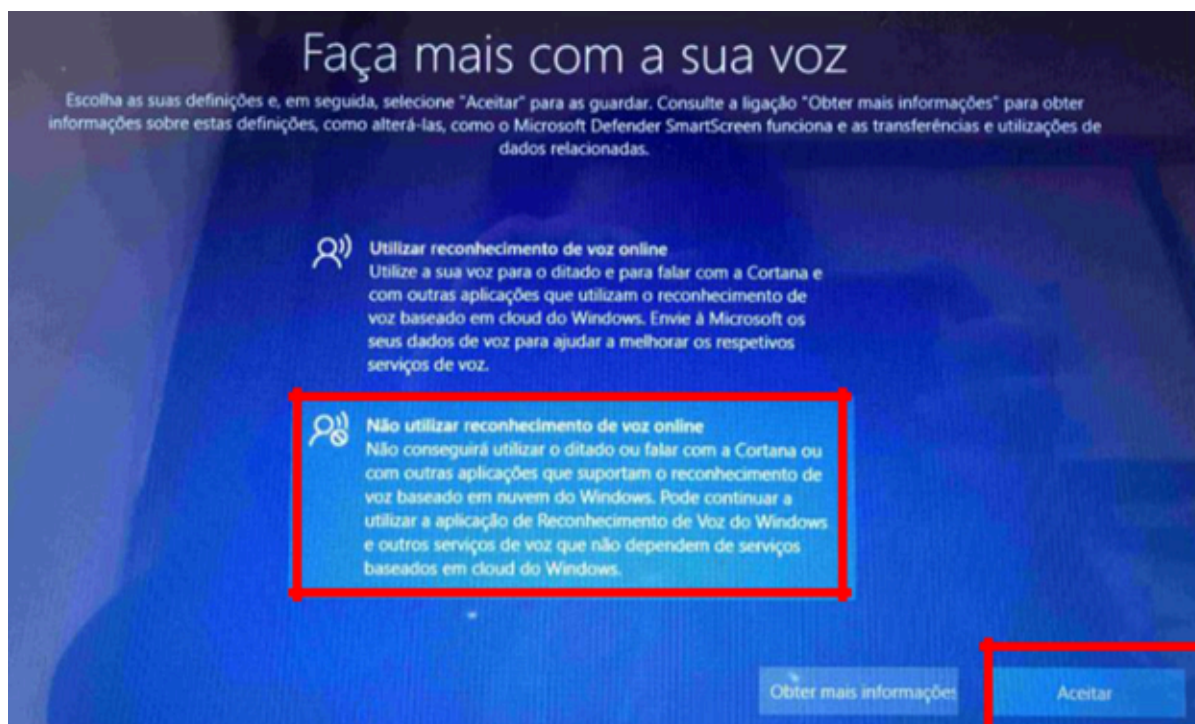 Faça mais com a sua voz
Escolha as suas definições e, em seguida, selecione "Aceitar" para as guardar. Consulte a ligação "Obter mais informações" para obter
informações sobre estas definições, como alterá-las, como o Microsoft Defender SmartScreen funciona e as transferências e utilizações de
dados relacionadas.
Utilizar reconhecimento de voz online
Utilize a sua voz para o ditado e para falar com a Cortana e
com outras aplicações que utilizam o reconhecimento de
voz baseado em cloud do Windows. Envie à Microsoft os
seus dados de voz para ajudar a melhorar os respetivos
serviços de voz.
Não utilizar reconhecimento de voz online
Não conseguirá utilizar o ditado ou falar com a Cortana ou
com outras aplicações que suportam o reconhecimento de
voz baseado em nuvem do Windows. Pode continuar a
utilizar a aplicação de Reconhecimento de Voz do Windows
e outros serviços de voz que não dependem de serviços
baseados em cloud do Windows.
Obter mais informações
Aceitar